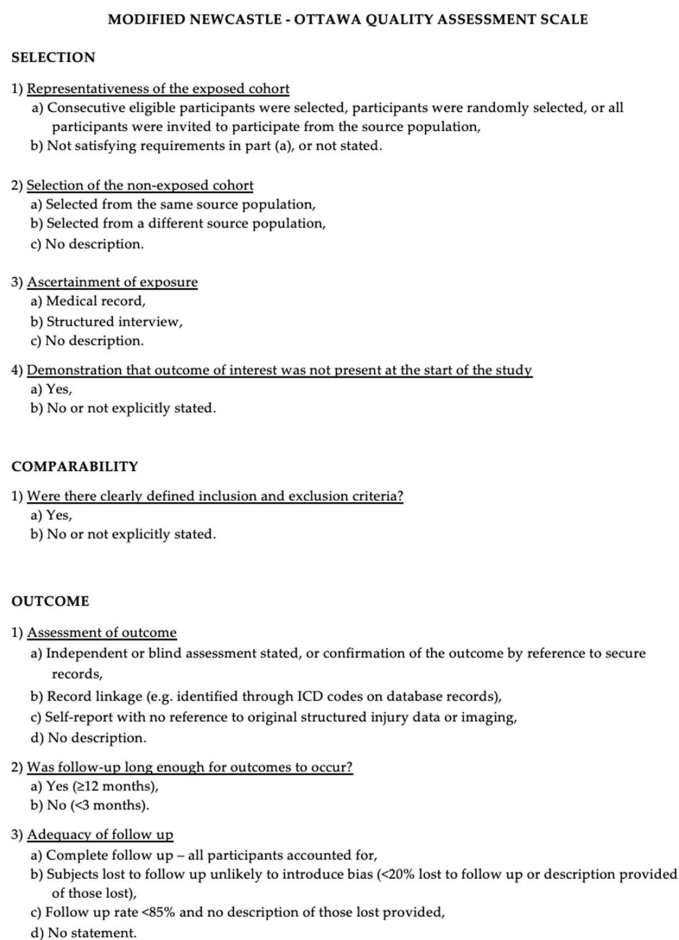 MODIFIED NEWCASTLE - OTTAWA QUALITY ASSESSMENT SCALE
SELECTION
1) Representativeness of the exposed cohort
a) Consecutive eligible participants were selected, participants were randomly selected, or all
participants were invited to participate from the source population,
b) Not satisfying requirements in part (a), or not stated.
2) Selection of the non-exposed cohort
a) Selected from the same source population,
b) Selected from a different source population,
c) No description.
3) Ascertainment of exposure
a) Medical record,
b) Structured interview,
c) No description.
4) Demonstration that outcome of interest was not present at the start of the study
a) Yes,
b) No or not explicitly stated.
COMPARABILITY
1) Were there clearly defined inclusion and exclusion criteria?
a) Yes,
b) No or not explicitly stated.
OUTCOME
1) Assessment of outcome
a) Independent or blind assessment stated, or confirmation of the outcome by reference to secure
records,
b) Record linkage (e.g. identified through ICD codes on database records),
c) Self-report with no reference to original structured injury data or imaging,
d) No description.
2) Was follow-up long enough for outcomes to occur?
a) Yes (≥12 months),
b) No (<3 months).
3) Adequacy of follow up
a) Complete follow up – all participants accounted for,
b) Subjects lost to follow up unlikely to introduce bias (<20% lost to follow up or description provided
of those lost),
c) Follow up rate <85% and no description of those lost provided,
d) No statement.